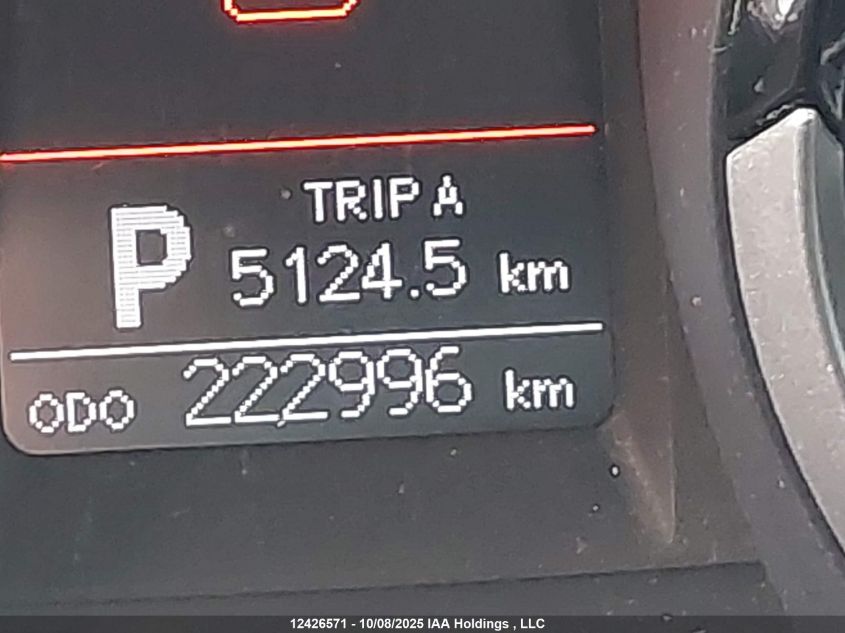 TRIP A
P 5124.5 km
ODO 222996 km
12426571 - 10/08/2025 IAA Holdings , LLC